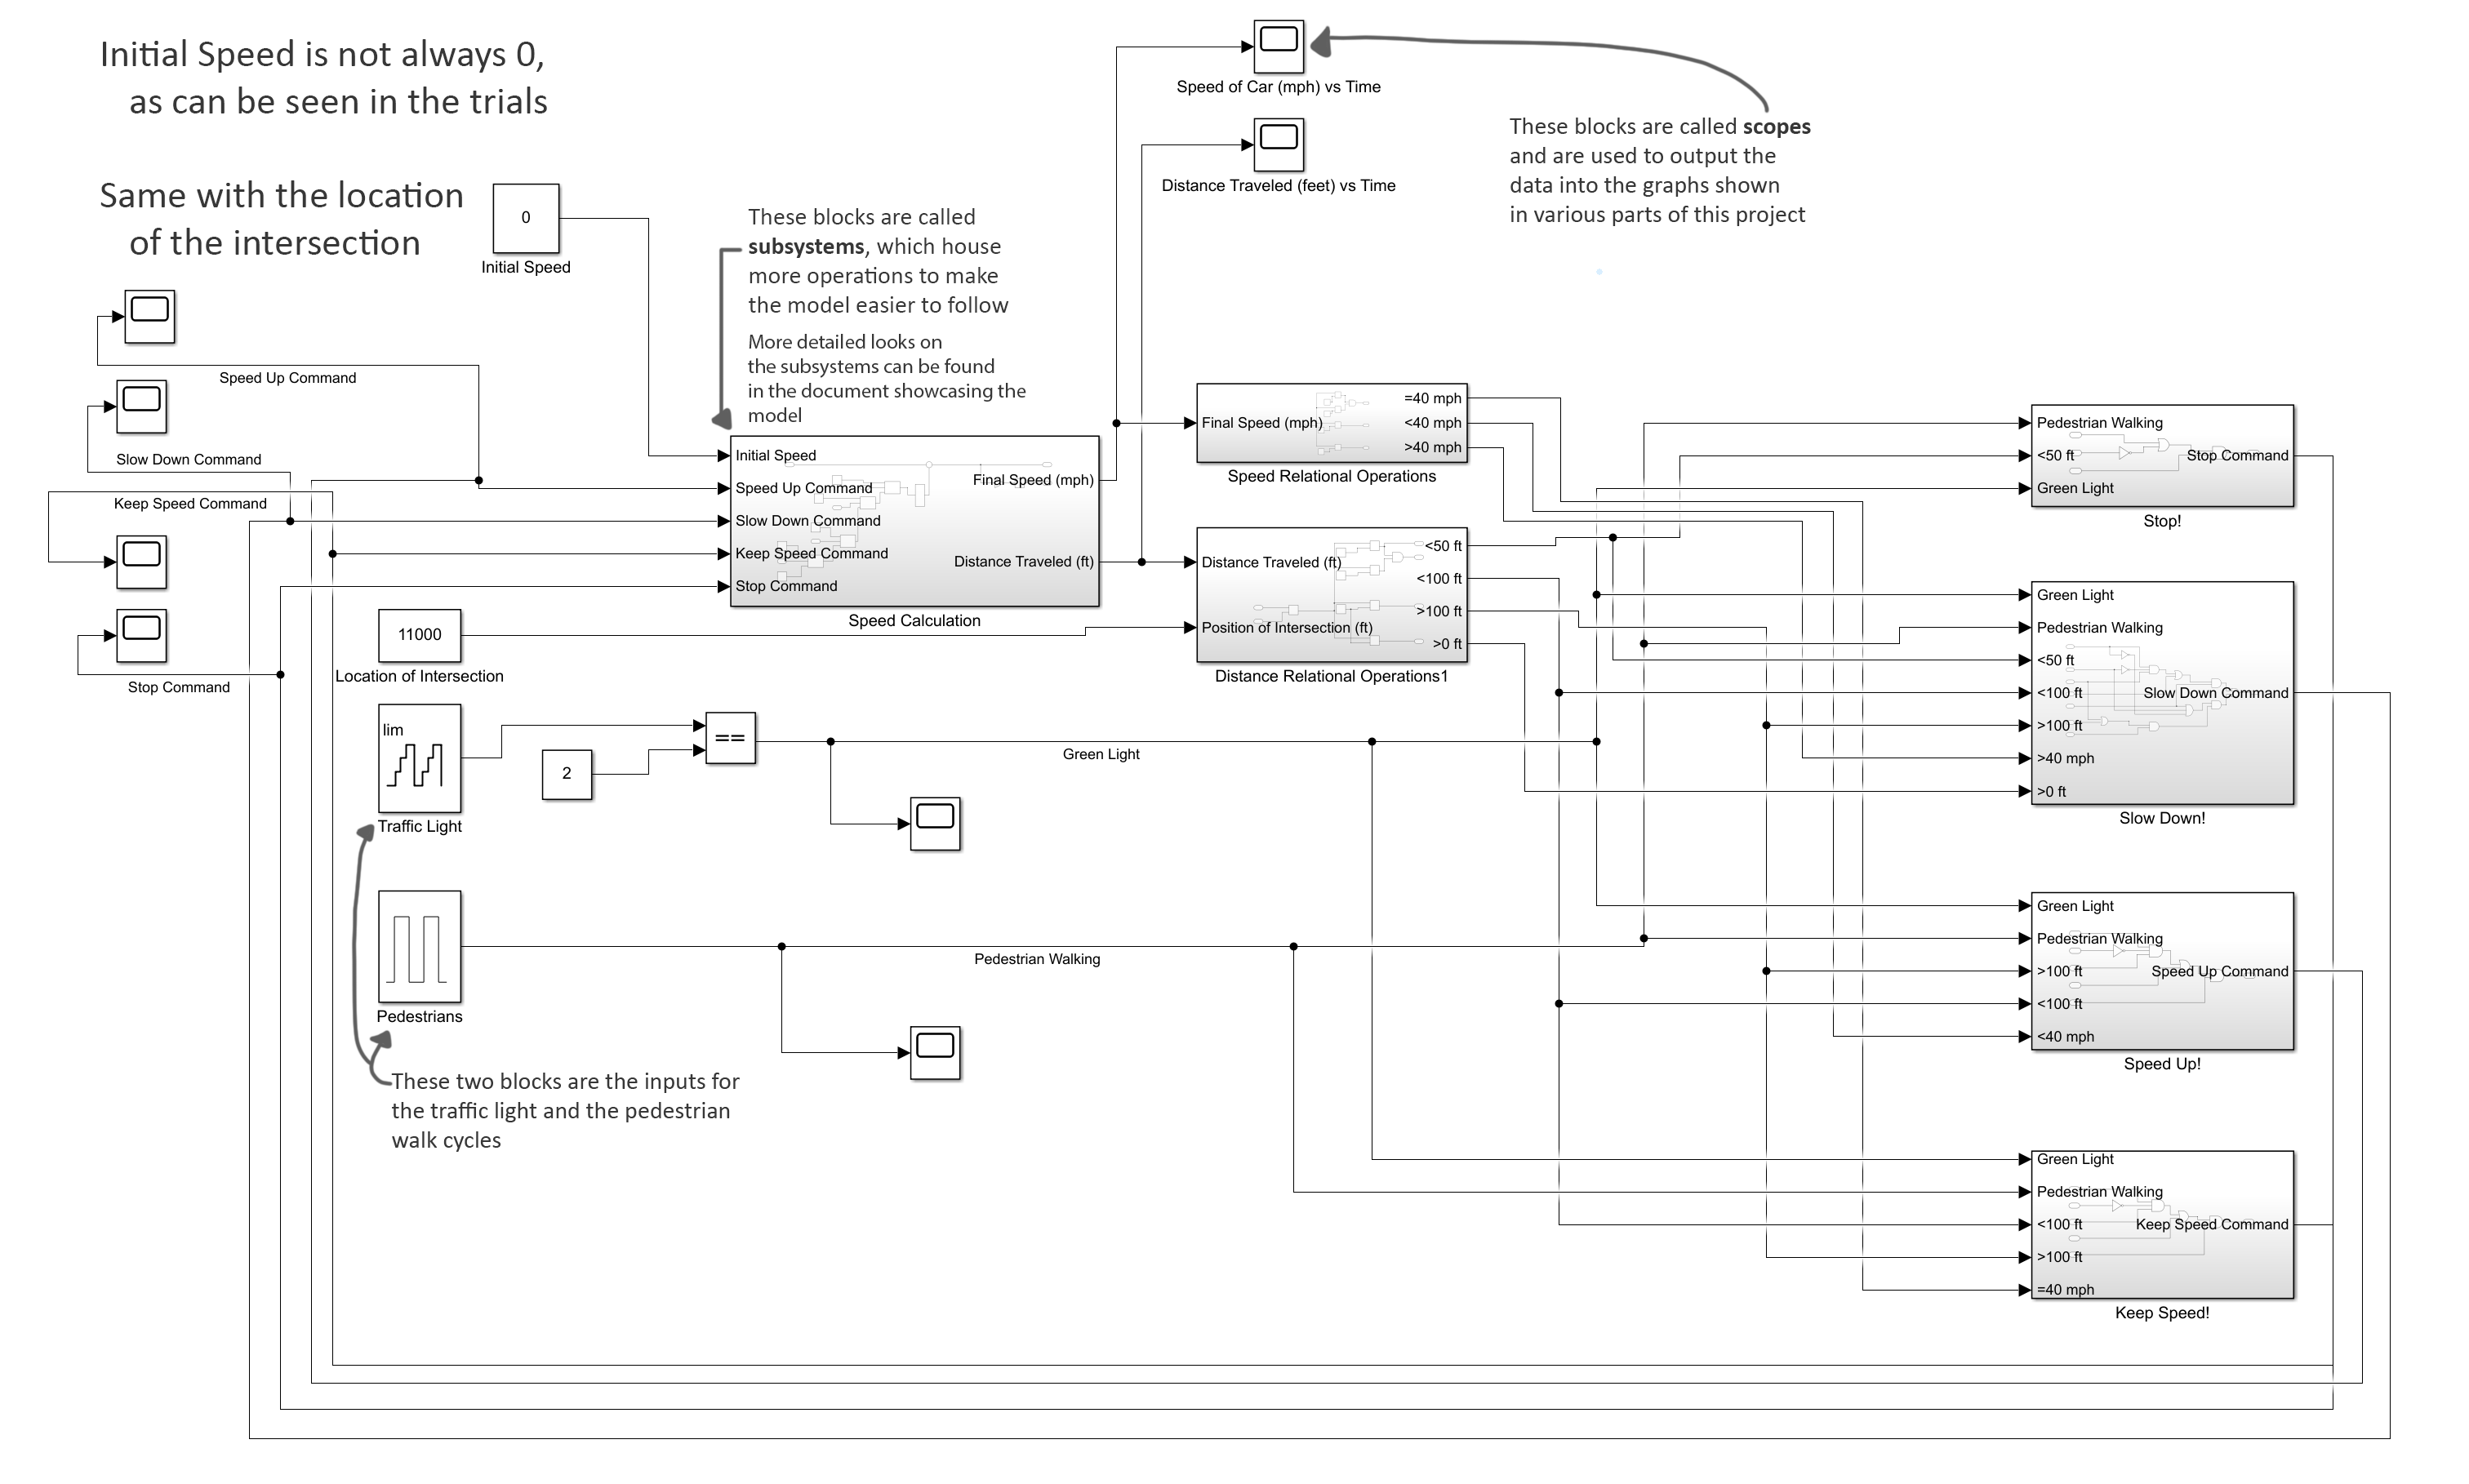 Initial Speed is not always 0,
as can be seen in the trials
Same with the location
of the intersection
0
Initial Speed
These blocks are called
subsystems, which house
more operations to make
the model easier to follow
More detailed looks on
the subsystems can be found
in the document showcasing the
model
Speed of Car (mph) vs Time
Distance Traveled (feet) vs Time
These blocks are called scopes
and are used to output the
data into the graphs shown
in various parts of this project
Speed Up Command
Slow Down Command
Keep Speed Command
Stop Command
Initial Speed
Speed Up Command
Slow Down Command
Keep Speed Command
Stop Command
Final Speed (mph)
Distance Traveled (ft)
Speed Calculation
11000
Location of Intersection
Final Speed (mph)
=40 mph
<40 mph
>40 mph
Speed Relational Operations
Distance Traveled (ft)
Position of Intersection (ft)
<50 ft
<100 ft
>100 ft
>0 ft
Distance Relational Operations1
lim
Traffic Light
2
==
Green Light
Pedestrians
Pedestrian Walking
These two blocks are the inputs for
the traffic light and the pedestrian
walk cycles
Pedestrian Walking
<50 ft
Green Light
Stop Command
Stop!
Green Light
Pedestrian Walking
<50 ft
<100 ft
>100 ft
>40 mph
>0 ft
Slow Down Command
Slow Down!
Green Light
Pedestrian Walking
>100 ft
<100 ft
<40 mph
Speed Up Command
Speed Up!
Green Light
Pedestrian Walking
<100 ft
>100 ft
=40 mph
Keep Speed Command
Keep Speed!